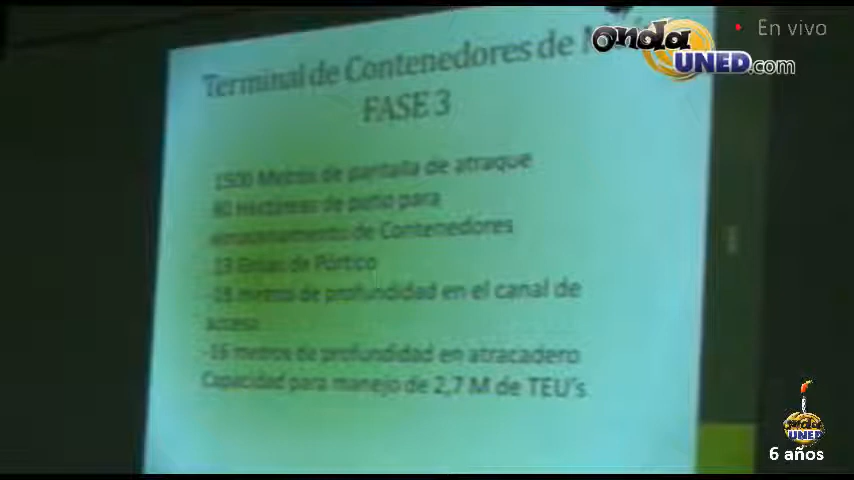 Terminal de Contenedores de
FASE 3
1500 Metros de pantalla de atraque
80 Hectáreas de patio para
almacenamiento de Contenedores
13 Grúas de Pórtico
metros de profundidad en el canal de
acceso
-16 metros de profundidad en atracadero
Capacidad para manejo de 2,7 M de TEU's
onda
UNED.com
En vivo
onda
UNED
6 años